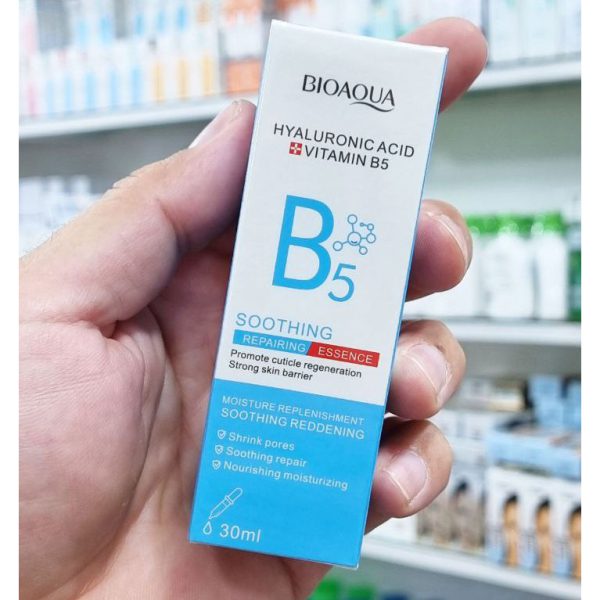 BIOAQUA
HYALURONIC ACID
VITAMIN B5
B5
SOOTHING
REPAIRING ESSENCE
Promote cuticle regeneration
Strong skin barrier
MOISTURE REPLENISHMENT
SOOTHING REDDENING
Shrink pores
Soothing repair
Nourishing moisturizing
30ml